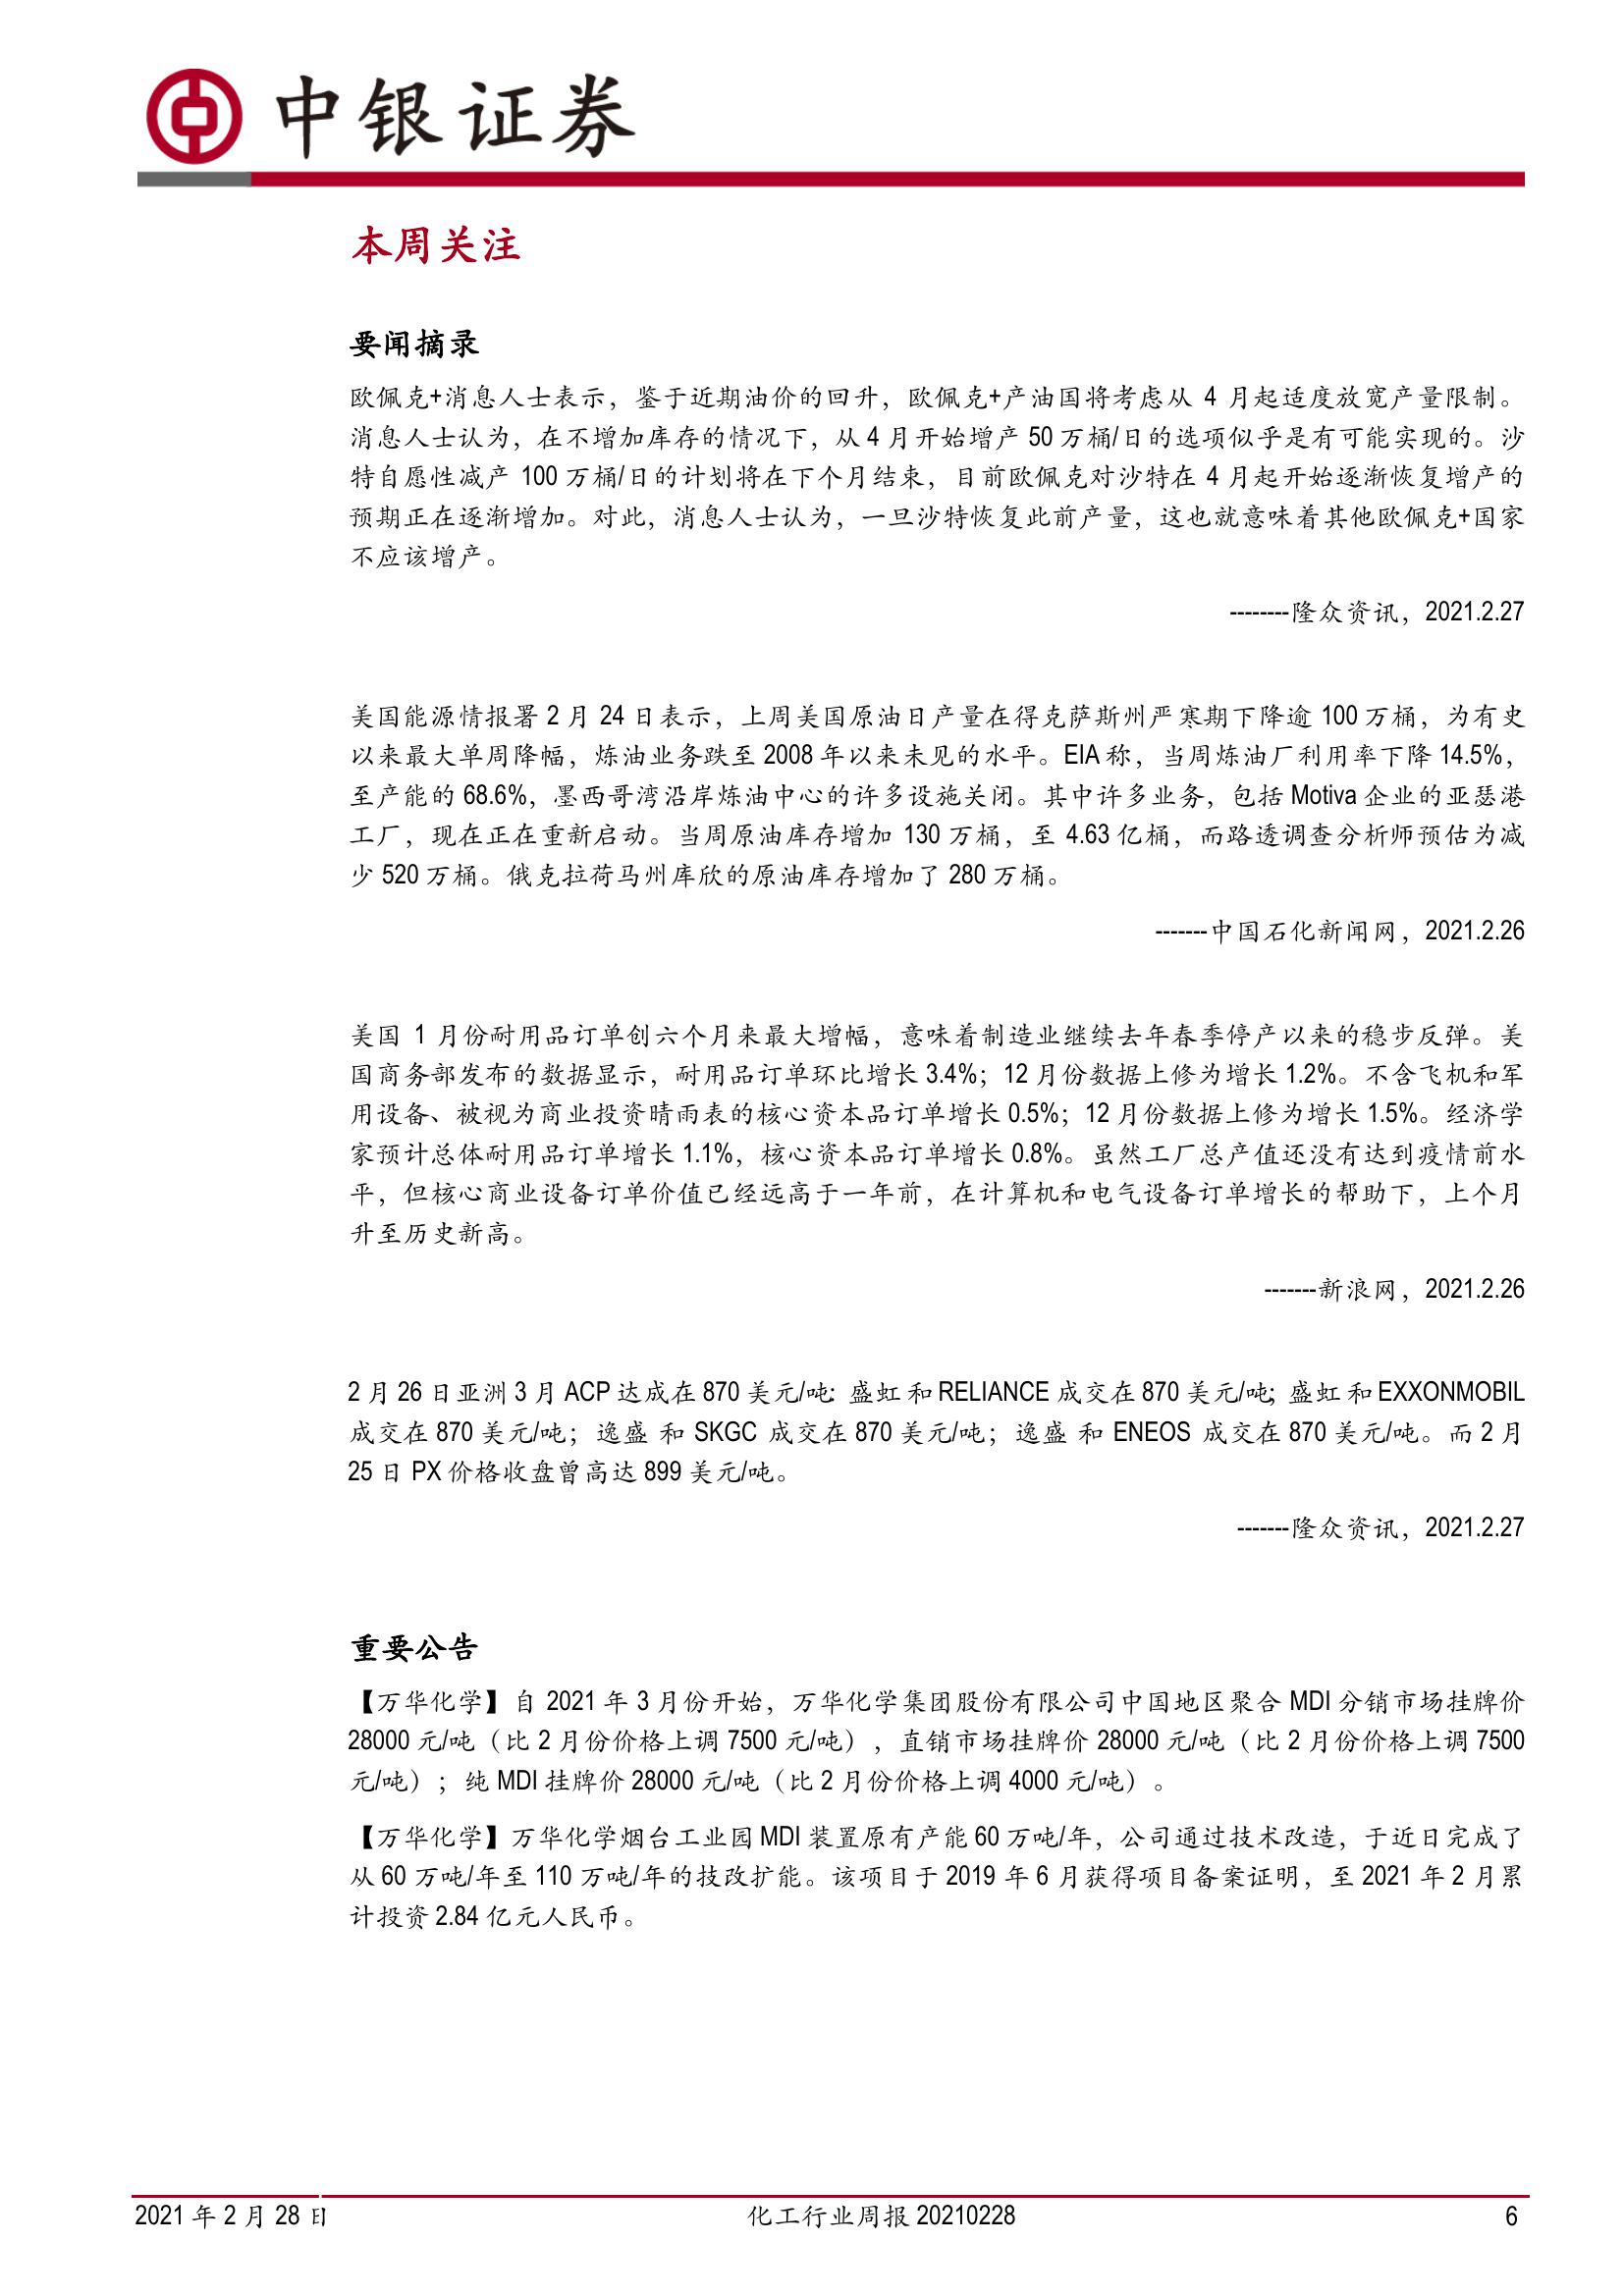 中银证券
本周关注
要闻摘录
欧佩克+消息人士表示，鉴于近期油价的回升，欧佩克+产油国将考虑从 4 月起适度放宽产量限制。
消息人士认为，在不增加库存的情况下，从 4 月开始增产 50 万桶/日的选项似乎是有可能实现的。沙
特自愿性减产 100 万桶/日的计划将在下个月结束，目前欧佩克对沙特在 4 月起开始逐渐恢复增产的
预期正在逐渐增加。对此，消息人士认为，一旦沙特恢复此前产量，这也就意味着其他欧佩克+国家
不应该增产。
--------隆众资讯，2021.2.27
美国能源情报署 2 月 24 日表示，上周美国原油日产量在得克萨斯州严寒期下降逾 100 万桶，为有史
以来最大单周降幅，炼油业务跌至 2008 年以来未见的水平。EIA 称，当周炼油厂利用率下降 14.5%，
至产能的 68.6%，墨西哥湾沿岸炼油中心的许多设施关闭。其中许多业务，包括 Motiva 企业的亚瑟港
工厂，现在正在重新启动。当周原油库存增加 130 万桶，至 4.63 亿桶，而路透调查分析师预估为减
少 520 万桶。俄克拉荷马州库欣的原油库存增加了 280 万桶。
-------中国石化新闻网，2021.2.26
美国 1 月份耐用品订单创六个月来最大增幅，意味着制造业继续去年春季停产以来的稳步反弹。美
国商务部发布的数据显示，耐用品订单环比增长 3.4%；12 月份数据上修为增长 1.2%。不含飞机和军
用设备、被视为商业投资晴雨表的核心资本品订单增长 0.5%；12 月份数据上修为增长 1.5%。经济学
家预计总体耐用品订单增长 1.1%，核心资本品订单增长 0.8%。虽然工厂总产值还没有达到疫情前水
平，但核心商业设备订单价值已经远高于一年前，在计算机和电气设备订单增长的帮助下，上个月
升至历史新高。
-------新浪网，2021.2.26
2 月 26 日亚洲 3 月 ACP 达成在 870 美元/吨：盛虹和 RELIANCE 成交在 870 美元/吨；盛虹和 EXXONMOBIL
成交在 870 美元/吨；逸盛 和 SKGC 成交在 870 美元/吨；逸盛 和 ENEOS 成交在 870 美元/吨。而 2 月
25 日 PX 价格收盘曾高达 899 美元/吨。
-------隆众资讯，2021.2.27
重要公告
【万华化学】自 2021 年 3 月份开始，万华化学集团股份有限公司中国地区聚合 MDI 分销市场挂牌价
28000 元/吨（比 2 月份价格上调 7500 元/吨），直销市场挂牌价 28000 元/吨（比 2 月份价格上调 7500
元/吨）；纯 MDI 挂牌价 28000 元/吨（比 2 月份价格上调 4000 元/吨）。
【万华化学】万华化学烟台工业园 MDI 装置原有产能 60 万吨/年，公司通过技术改造，于近日完成了
从 60 万吨/年至 110 万吨/年的技改扩能。该项目于 2019 年 6 月获得项目备案证明，至 2021 年 2 月累
计投资 2.84 亿元人民币。
2021 年 2 月 28 日 化工行业周报 20210228 6